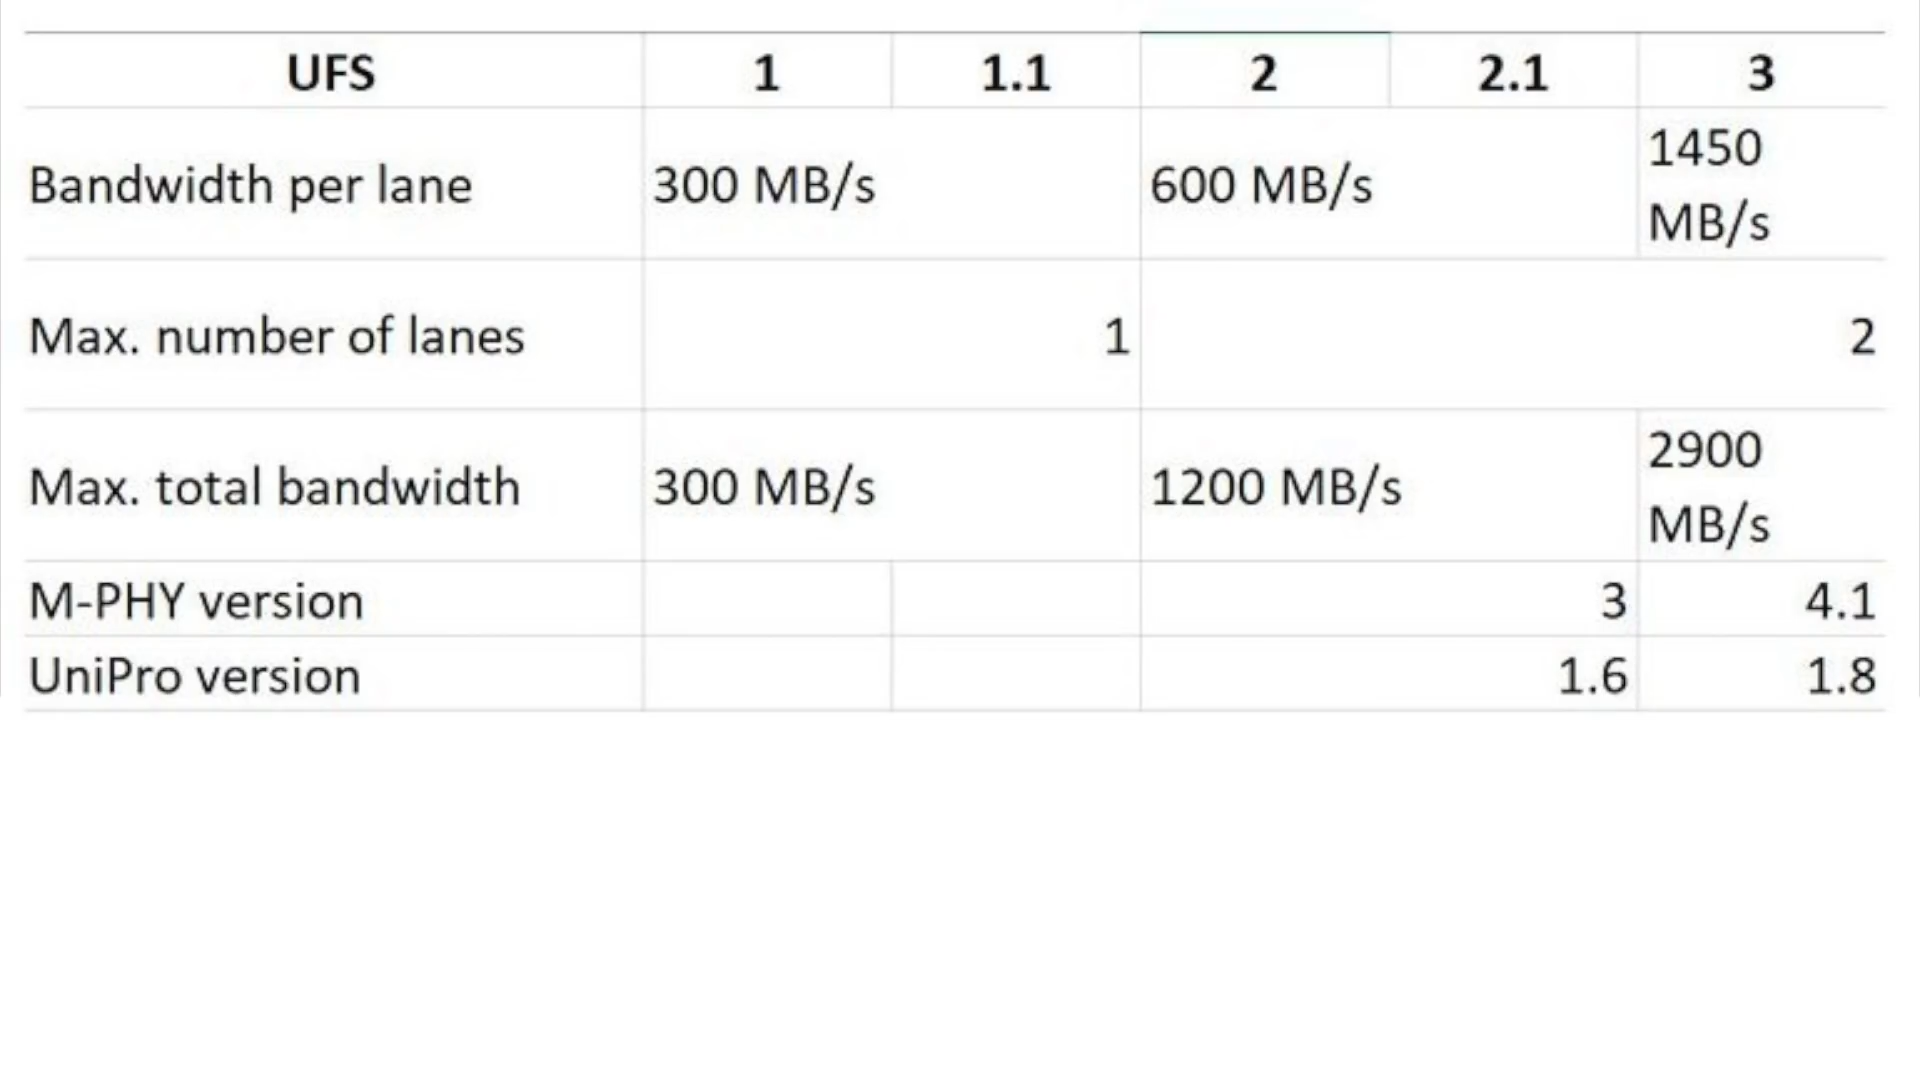 UFS 1 1.1 2 2.1 3
Bandwidth per lane 300 MB/s 600 MB/s 1450 MB/s
Max. number of lanes 1 2
Max. total bandwidth 300 MB/s 1200 MB/s 2900 MB/s
M-PHY version 3 4.1
UniPro version 1.6 1.8